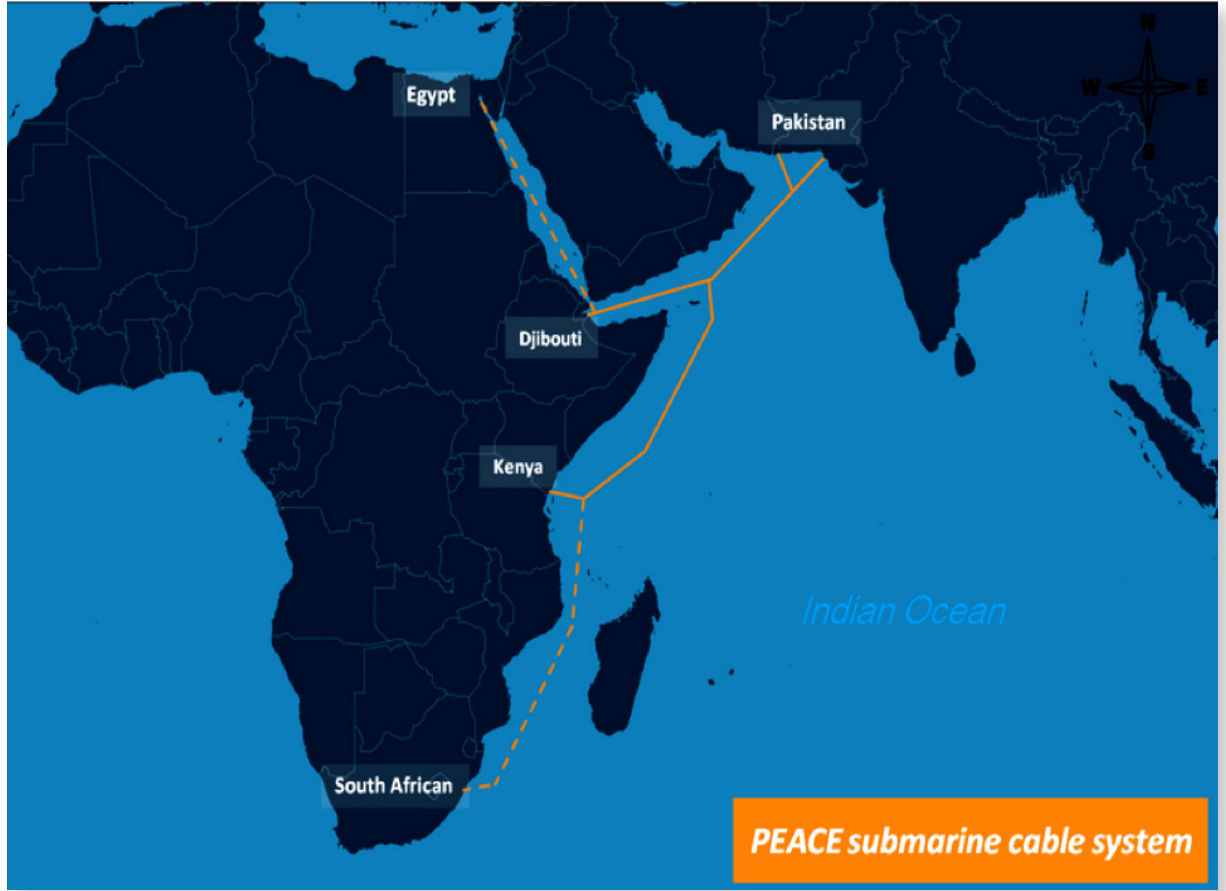 N
W E
S
Egypt
Pakistan
Djibouti
Kenya
Indian Ocean
South African
PEACE submarine cable system